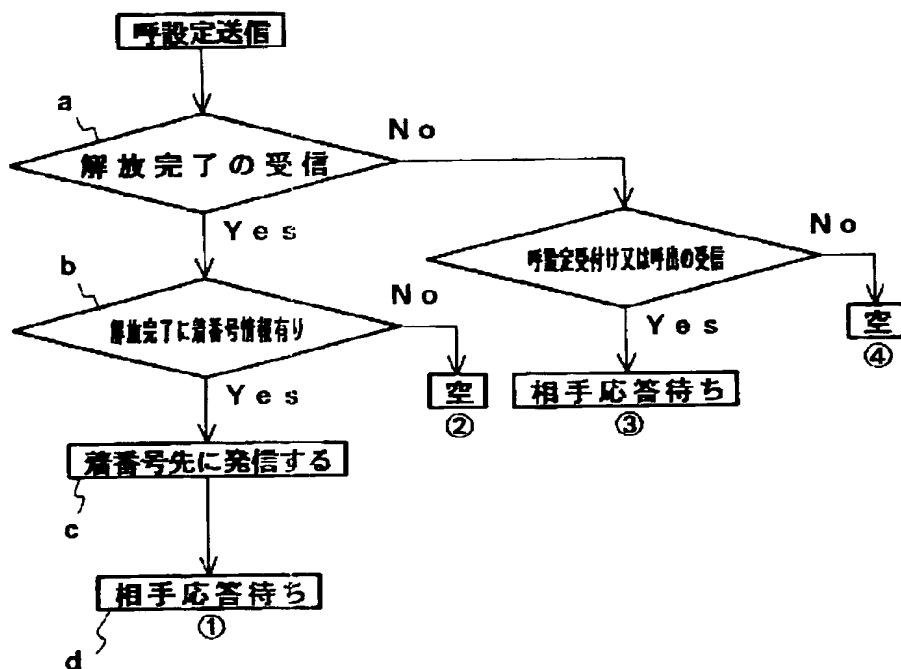 呼設定送信
a
解放完了の受信
No
Yes
呼設定受付け又は呼出の受信
No
b
解放完了に着番号情報有り
No
Yes
空
④
Yes
空
②
相手応答待ち
③
着番号先に発信する
c
相手応答待ち
①
d